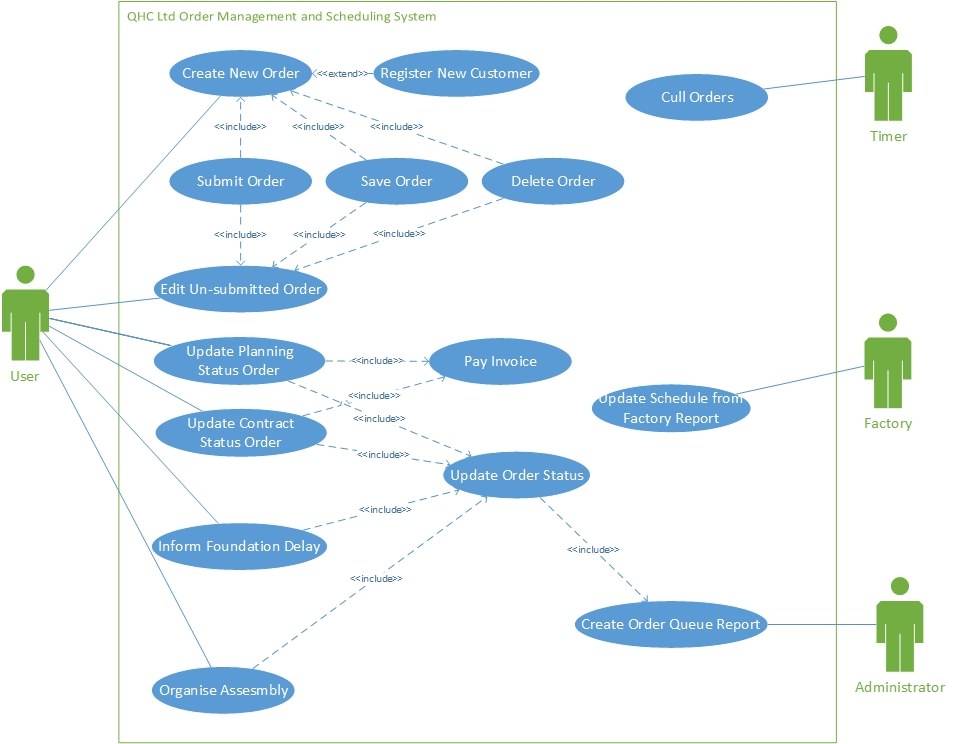 QHC Ltd Order Management and Scheduling System
Create New Order
<<extend>>
Register New Customer
Cull Orders
Timer
<<include>>
<<include>>
<<include>>
Submit Order
Save Order
Delete Order
<<include>>
<<include>>
<<include>>
Edit Un-submitted Order
User
Update Planning
Status Order
<<include>>
Pay Invoice
<<include>>
<<include>>
Update Schedule from
Factory Report
Factory
Update Contract
Status Order
<<include>>
Update Order Status
<<include>>
Inform Foundation Delay
<<include>>
<<include>>
Create Order Queue Report
Administrator
Organise Assesmbly